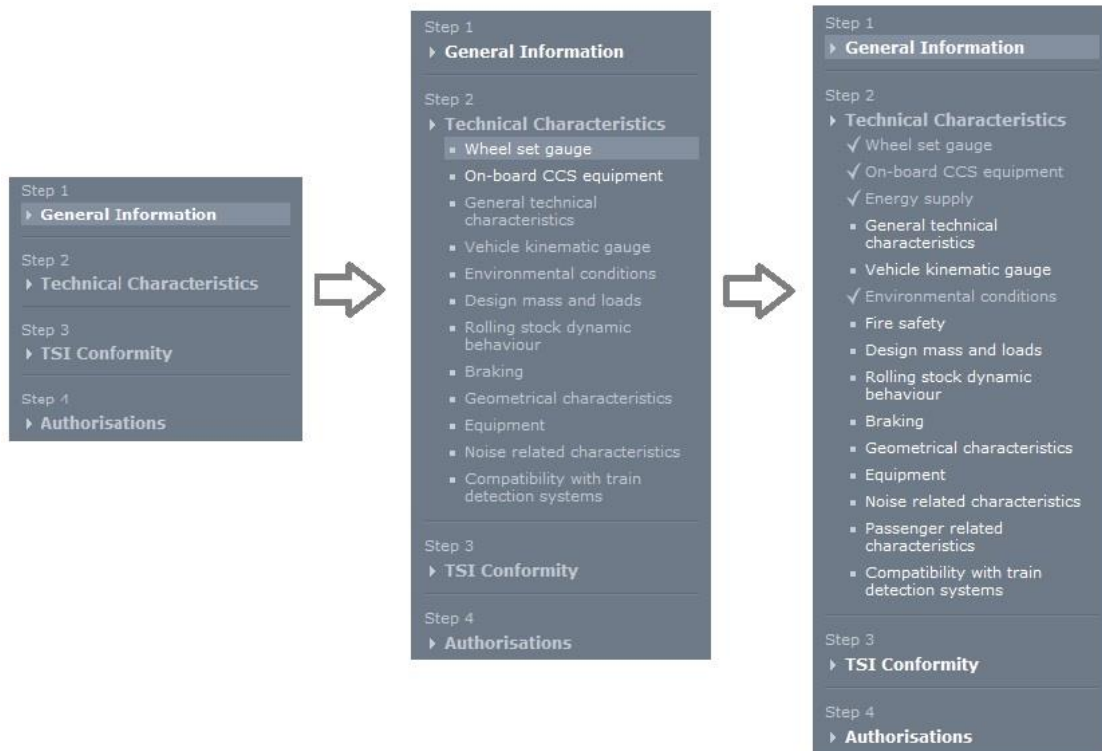 Step 1
General Information
Step 2
Technical Characteristics
Step 3
TSI Conformity
Step 4
Authorisations
Step 1
General Information
Step 2
Technical Characteristics
Wheel set gauge
On-board CCS equipment
General technical
characteristics
Vehicle kinematic gauge
Environmental conditions
Design mass and loads
Rolling stock dynamic
behaviour
Braking
Geometrical characteristics
Equipment
Noise related characteristics
Compatibility with train
detection systems
Step 3
TSI Conformity
Step 4
Authorisations
Step 1
General Information
Step 2
Technical Characteristics
Wheel set gauge
On-board CCS equipment
Energy supply
General technical
characteristics
Vehicle kinematic gauge
Environmental conditions
Fire safety
Design mass and loads
Rolling stock dynamic
behaviour
Braking
Geometrical characteristics
Equipment
Noise related characteristics
Passenger related
characteristics
Compatibility with train
detection systems
Step 3
TSI Conformity
Step 4
Authorisations